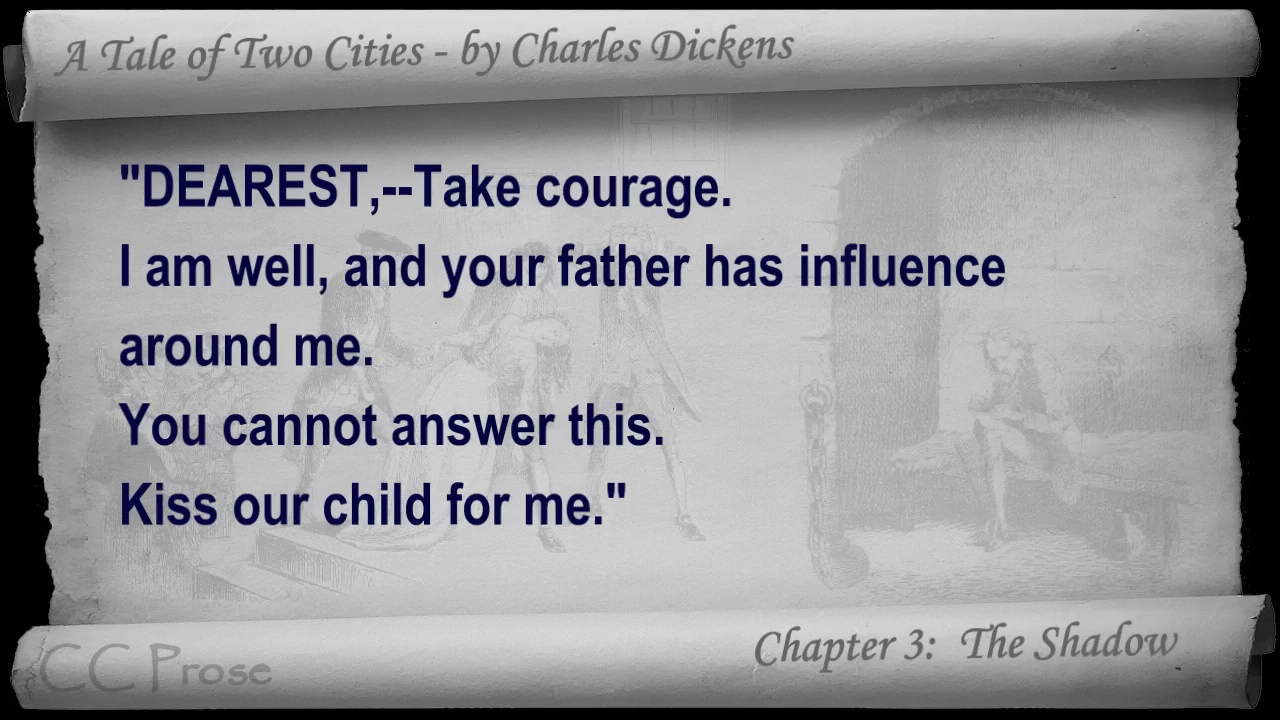 A Tale of Two Cities - by Charles Dickens
"DEAREST,--Take courage.
I am well, and your father has influence
around me.
You cannot answer this.
Kiss our child for me."
Chapter 3: The Shadow
CC Prose